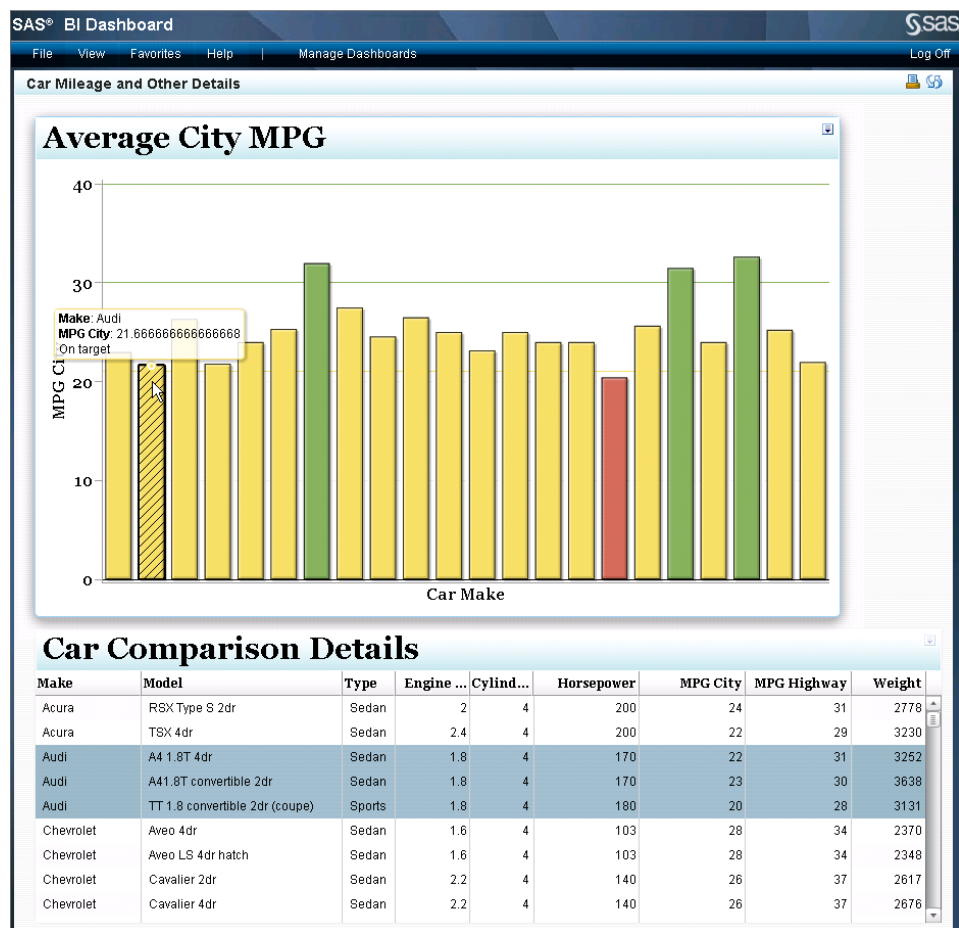 SAS® BI Dashboard
sas
File View Favorites Help | Manage Dashboards Log Off
Car Mileage and Other Details
Average City MPG
40
30
Make: Audi
MPG City: 21.666666666666668
On target
MPG Ci
20
10
0
Car Make
Car Comparison Details
Make Model Type Engine ... Cylind... Horsepower MPG City MPG Highway Weight
Acura RSX Type S 2dr Sedan 2 4 200 24 31 2778
Acura TSX 4dr Sedan 2.4 4 200 22 29 3230
Audi A4 1.8T 4dr Sedan 1.8 4 170 22 31 3252
Audi A41.8T convertible 2dr Sedan 1.8 4 170 23 30 3638
Audi TT 1.8 convertible 2dr (coupe) Sports 1.8 4 180 20 28 3131
Chevrolet Aveo 4dr Sedan 1.6 4 103 28 34 2370
Chevrolet Aveo LS 4dr hatch Sedan 1.6 4 103 28 34 2348
Chevrolet Cavalier 2dr Sedan 2.2 4 140 26 37 2617
Chevrolet Cavalier 4dr Sedan 2.2 4 140 26 37 2676